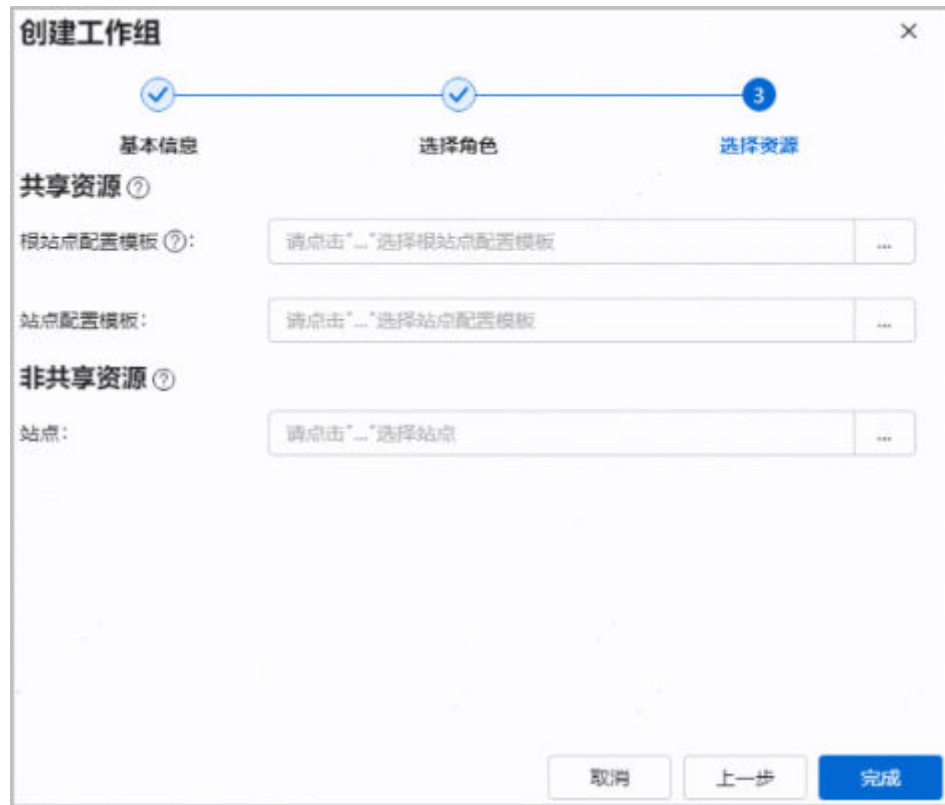 创建工作组 ×
3
基本信息 选择角色 选择资源
共享资源 ?
根站点配置模板 ?: 请点击"..."选择根站点配置模板 ...
站点配置模板: 请点击"..."选择站点配置模板 ...
非共享资源 ?
站点: 请点击"..."选择站点 ...
取消 上一步 完成